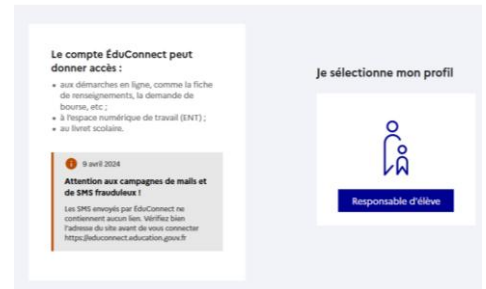 Le compte ÉduConnect peut
donner accès :
• aux démarches en ligne, comme la fiche
de renseignements, la demande de
bourse, etc ;
• à l'espace numérique de travail (ENT) ;
• au livret scolaire.
9 avril 2024
Attention aux campagnes de mails et
de SMS frauduleux !
Les SMS envoyés par ÉduConnect ne
contiennent aucun lien. Vérifiez bien
l'adresse du site avant de vous connecter
https://educonnect.education.gouv.fr
Je sélectionne mon profil
Responsable d'élève